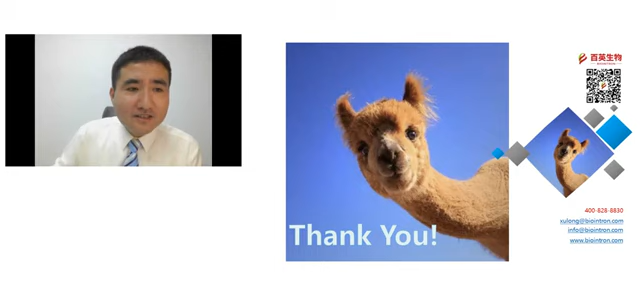 百英生物
Thank You!
400-828-8830
xulong@biointron.com
info@biointron.com
www.biointron.com